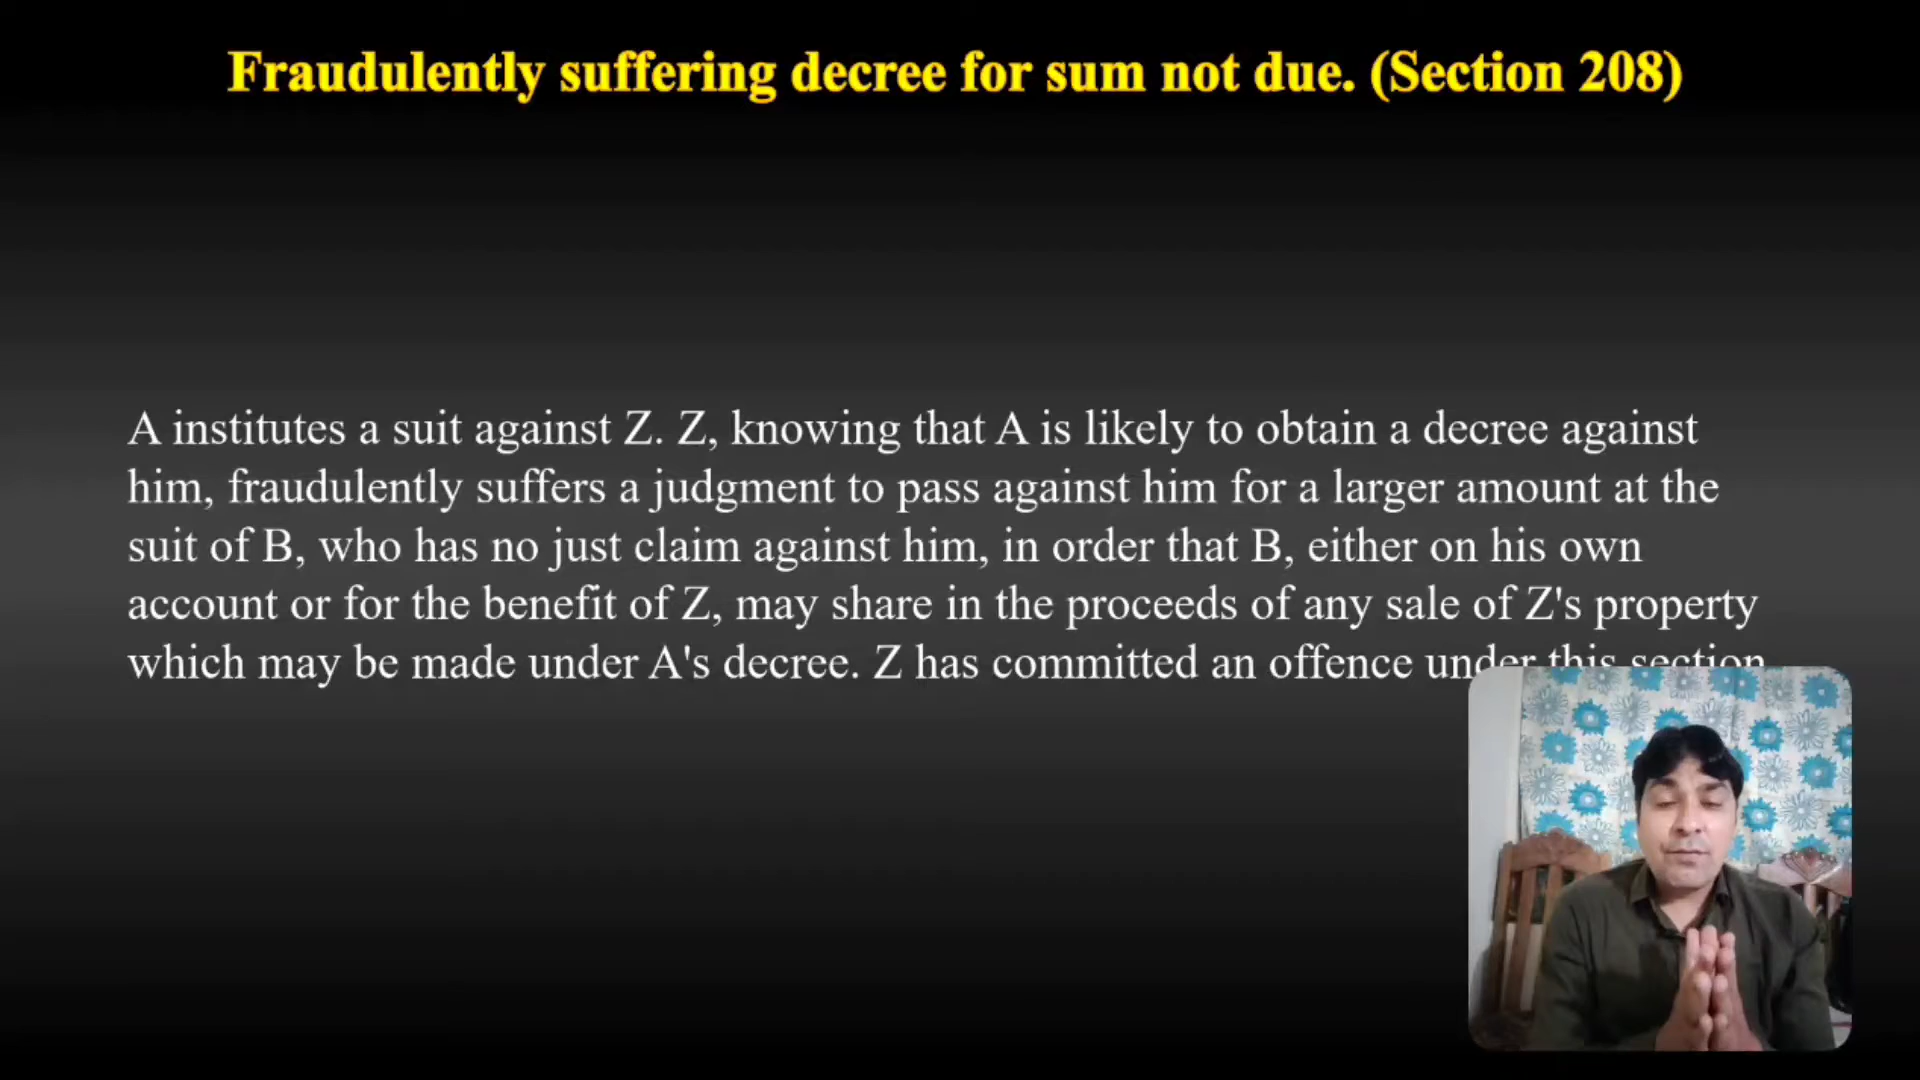 Fraudulently suffering decree for sum not due. (Section 208)
A institutes a suit against Z. Z, knowing that A is likely to obtain a decree against
him, fraudulently suffers a judgment to pass against him for a larger amount at the
suit of B, who has no just claim against him, in order that B, either on his own
account or for the benefit of Z, may share in the proceeds of any sale of Z's property
which may be made under A's decree. Z has committed an offence under this section